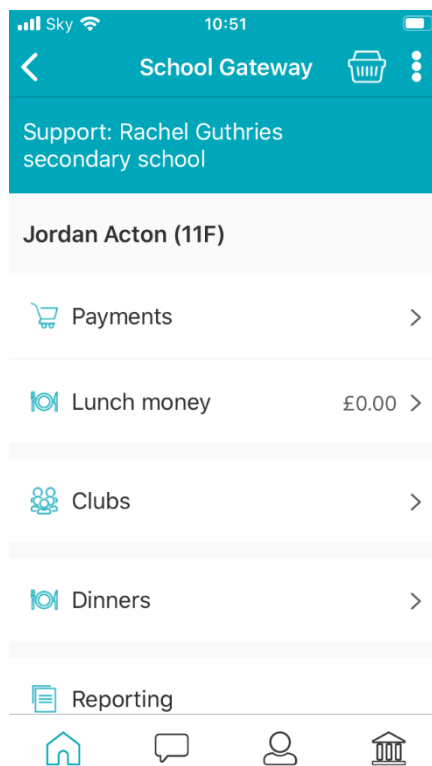 Sky 10:51
School Gateway
Support: Rachel Guthries
secondary school
Jordan Acton (11F)
Payments
Lunch money £0.00
Clubs
Dinners
Reporting